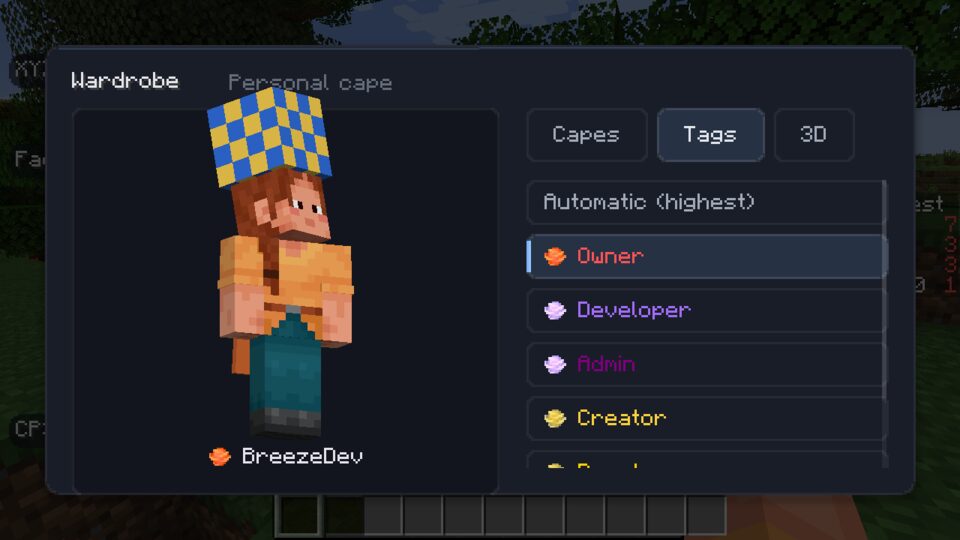 Wardrobe
Personal cape
Capes
Tags
3D
Automatic (highest)
Owner
Developer
Admin
Creator
BreezeDev